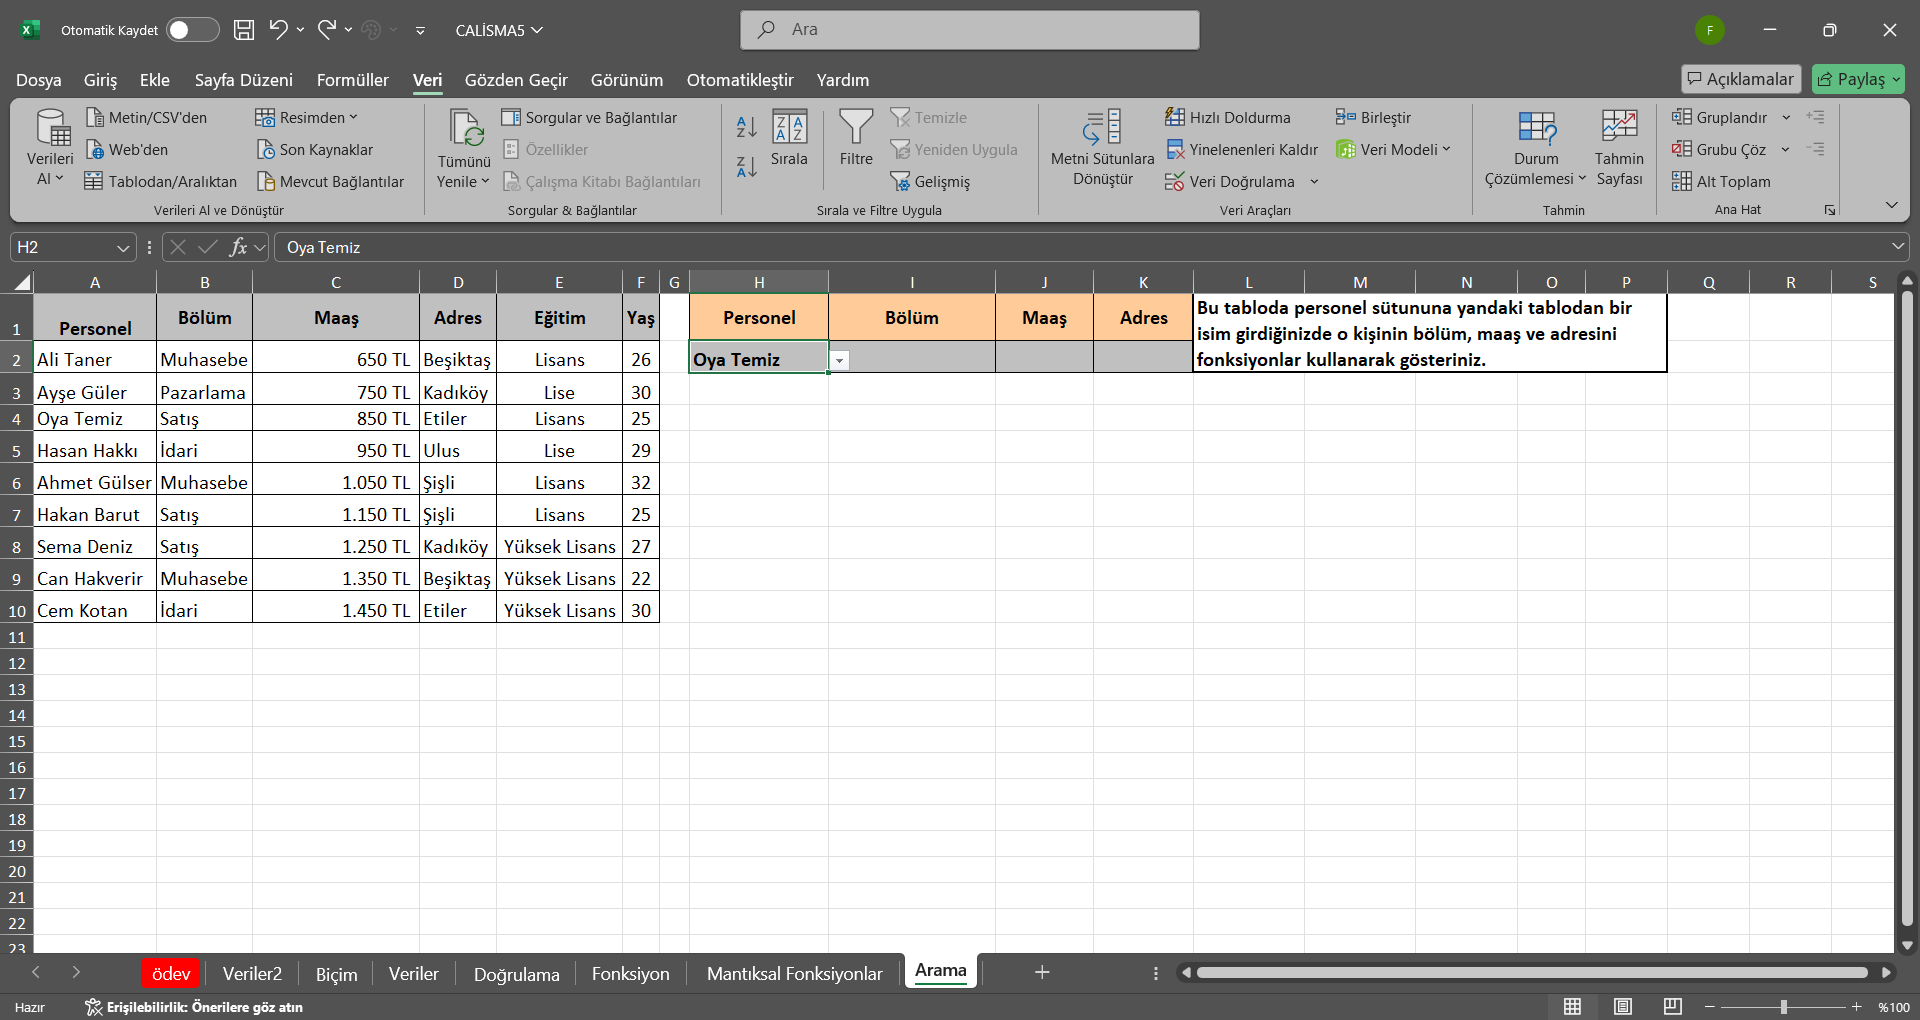 Otomatik Kaydet
CALİSMA5
Ara
F
Dosya Giriş Ekle Sayfa Düzeni Formüller Veri Gözden Geçir Görünüm Otomatikleştir Yardım
Açıklamalar
Paylaş
Verileri Al
Metin/CSV'den
Web'den
Tablodan/Aralıktan
Resimden
Son Kaynaklar
Mevcut Bağlantılar
Verileri Al ve Dönüştür
Tümünü Yenile
Sorgular ve Bağlantılar
Özellikler
Çalışma Kitabı Bağlantıları
Sorgular & Bağlantılar
Sırala
Filtre
Temizle
Yeniden Uygula
Gelişmiş
Sırala ve Filtre Uygula
Metni Sütunlara Dönüştür
Hızlı Doldurma
Yinelenenleri Kaldır
Veri Doğrulama
Birleştir
Veri Modeli
Veri Araçları
Durum Çözümlemesi
Tahmin Sayfası
Tahmin
Gruplandır
Grubu Çöz
Alt Toplam
Ana Hat
H2
fx
Oya Temiz
A B C D E F G H I J K L M N O P Q R S
1 Personel Bölüm Maaş Adres Eğitim Yaş Personel Bölüm Maaş Adres
Bu tabloda personel sütununa yandaki tablodan bir
isim girdiğinizde o kişinin bölüm, maaş ve adresini
fonksiyonlar kullanarak gösteriniz.
2 Ali Taner Muhasebe 650 TL Beşiktaş Lisans 26 Oya Temiz
3 Ayşe Güler Pazarlama 750 TL Kadıköy Lise 30
4 Oya Temiz Satış 850 TL Etiler Lisans 25
5 Hasan Hakkı İdari 950 TL Ulus Lise 29
6 Ahmet Gülser Muhasebe 1.050 TL Şişli Lisans 32
7 Hakan Barut Satış 1.150 TL Şişli Lisans 25
8 Sema Deniz Satış 1.250 TL Kadıköy Yüksek Lisans 27
9 Can Hakverir Muhasebe 1.350 TL Beşiktaş Yüksek Lisans 22
10 Cem Kotan İdari 1.450 TL Etiler Yüksek Lisans 30
11
12
13
14
15
16
17
18
19
20
21
22
23
ödev Veriler2 Biçim Veriler Doğrulama Fonksiyon Mantıksal Fonksiyonlar Arama
Hazır
Erişilebilirlik: Önerilere göz atın
%100